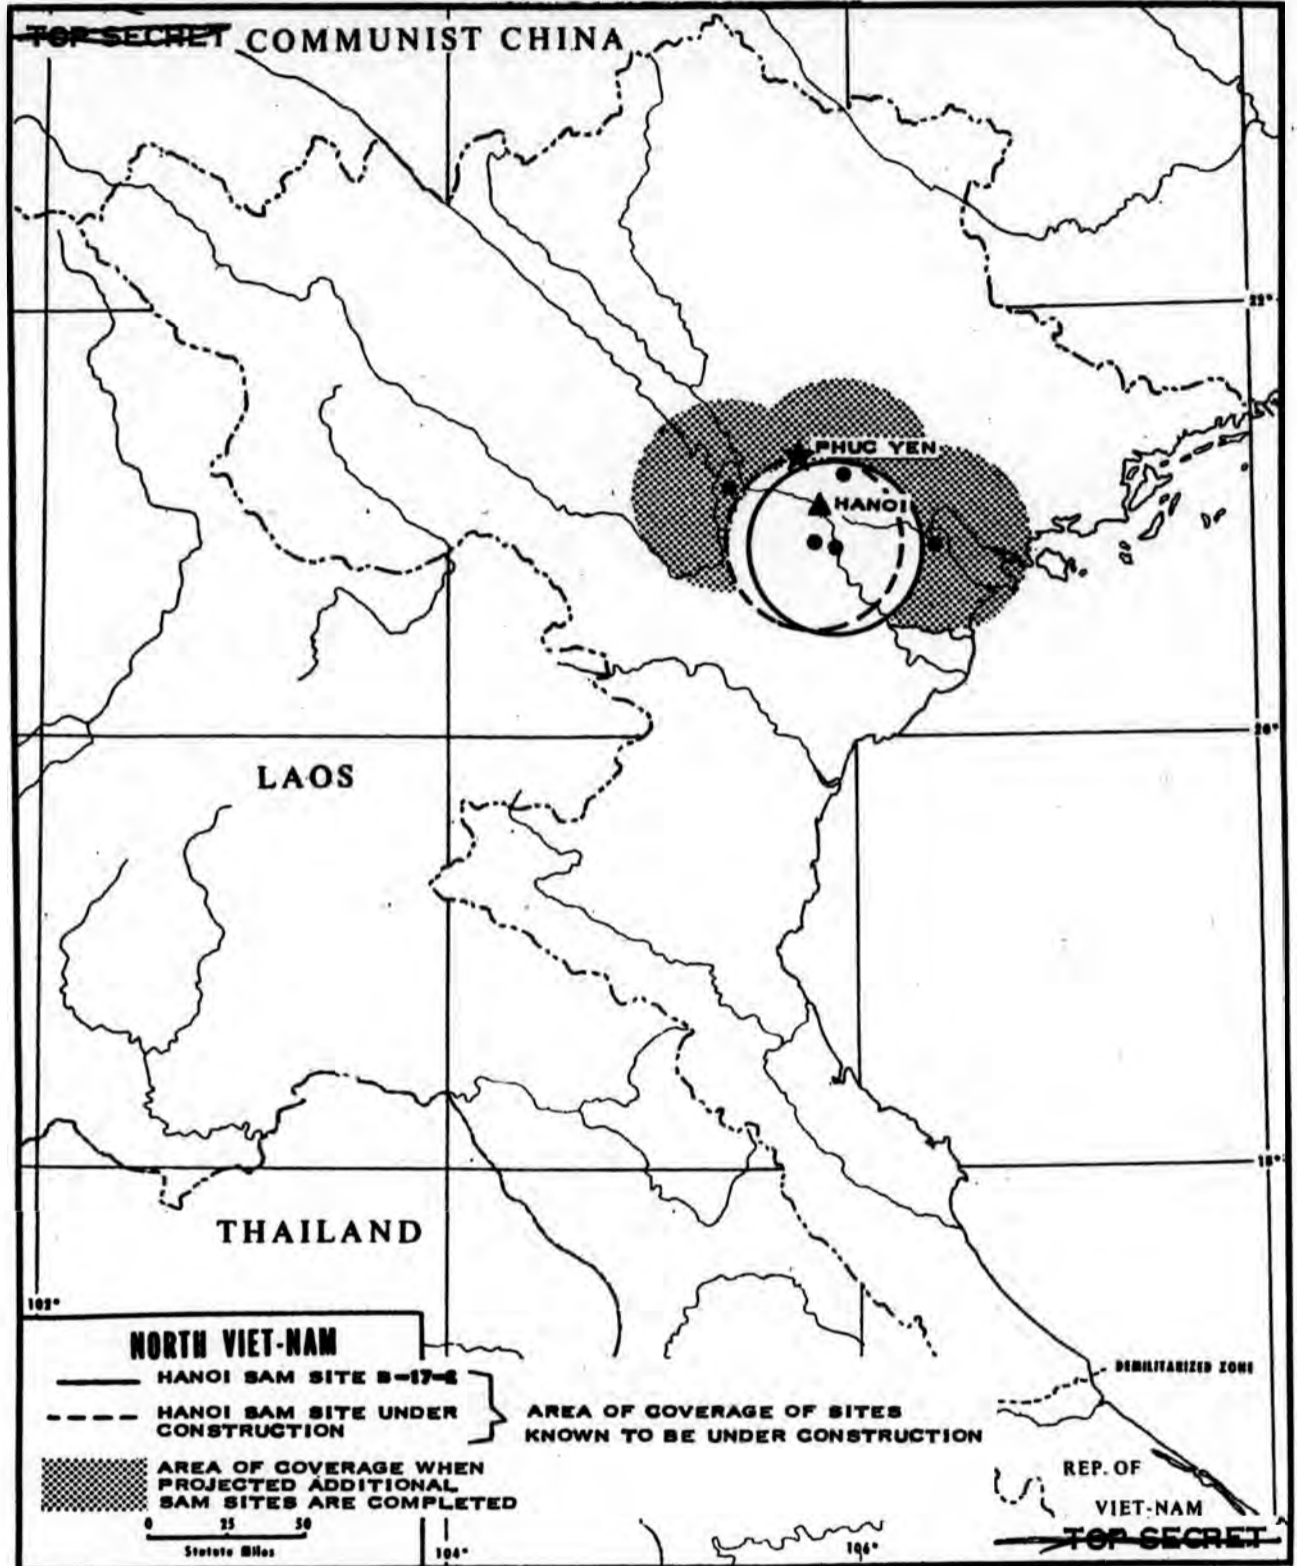 TOP SECRET
COMMUNIST CHINA
22°
PHUC YEN
HANOI
20°
LAOS
18°
THAILAND
102°
NORTH VIET-NAM
HANOI SAM SITE B-17-2
HANOI SAM SITE UNDER
CONSTRUCTION
AREA OF COVERAGE OF SITES
KNOWN TO BE UNDER CONSTRUCTION
AREA OF COVERAGE WHEN
PROJECTED ADDITIONAL
SAM SITES ARE COMPLETED
0 25 50
Statute Miles
104°
106°
DEMILITARIZED ZONE
REP. OF
VIET-NAM
TOP SECRET